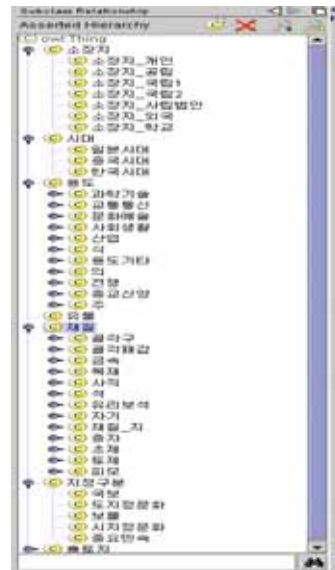 Subclass Relationship
Asserted Hierarchy
owl:Thing
소장지
소장지_개인
소장지_공립
소장지_국립1
소장지_국립2
소장지_사립법인
소장지_외국
소장지_학교
시대
일본시대
중국시대
한국시대
용도
과학기술
교통통신
문화예술
사회생활
산업
식
용도기타
의
전쟁
종교신앙
주
유물
재질
골각구
골각패갑
금속
목재
사직
석
유리보석
자기
재질_지
종자
초제
토제
피모
지정구분
국보
도지정문화
보물
시지정문화
중요민속
출토지